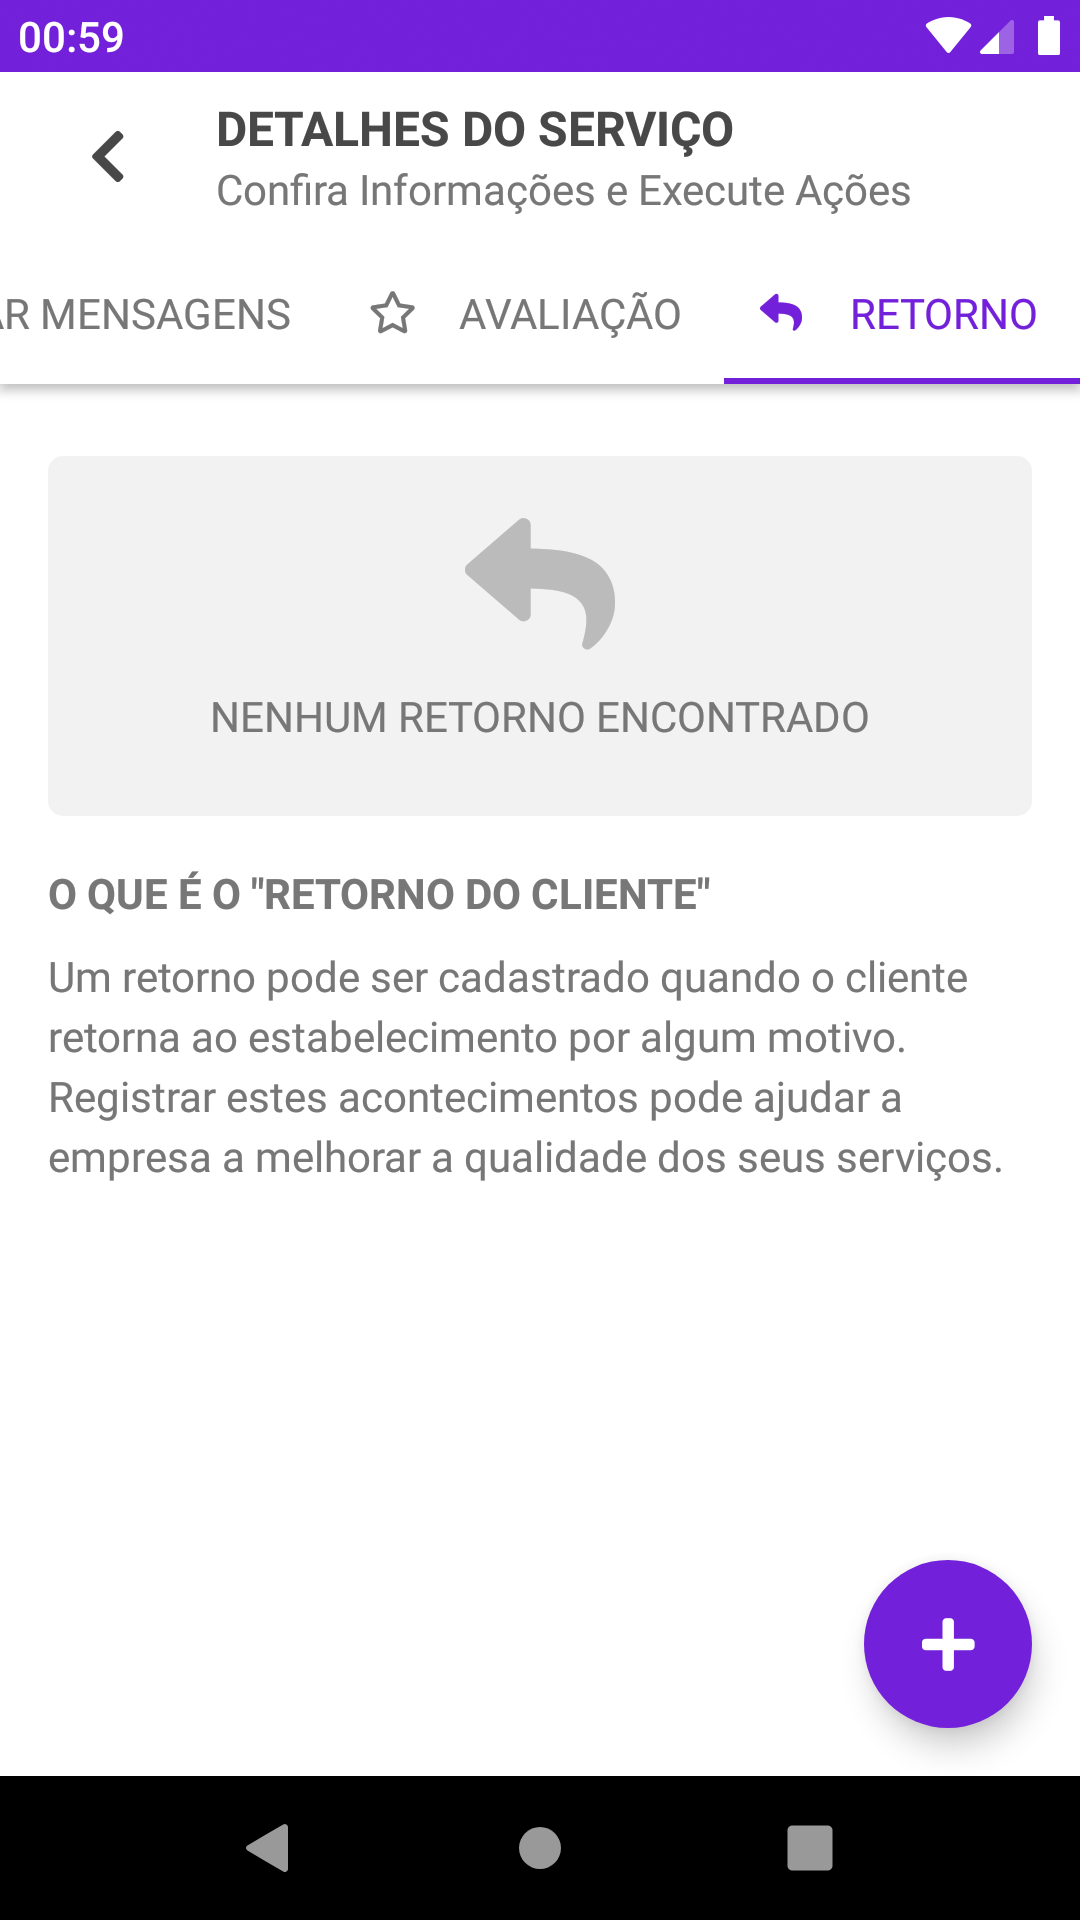 00:59
DETALHES DO SERVIÇO
Confira Informações e Execute Ações
AR MENSAGENS AVALIAÇÃO RETORNO
NENHUM RETORNO ENCONTRADO
O QUE É O "RETORNO DO CLIENTE"
Um retorno pode ser cadastrado quando o cliente
retorna ao estabelecimento por algum motivo.
Registrar estes acontecimentos pode ajudar a
empresa a melhorar a qualidade dos seus serviços.